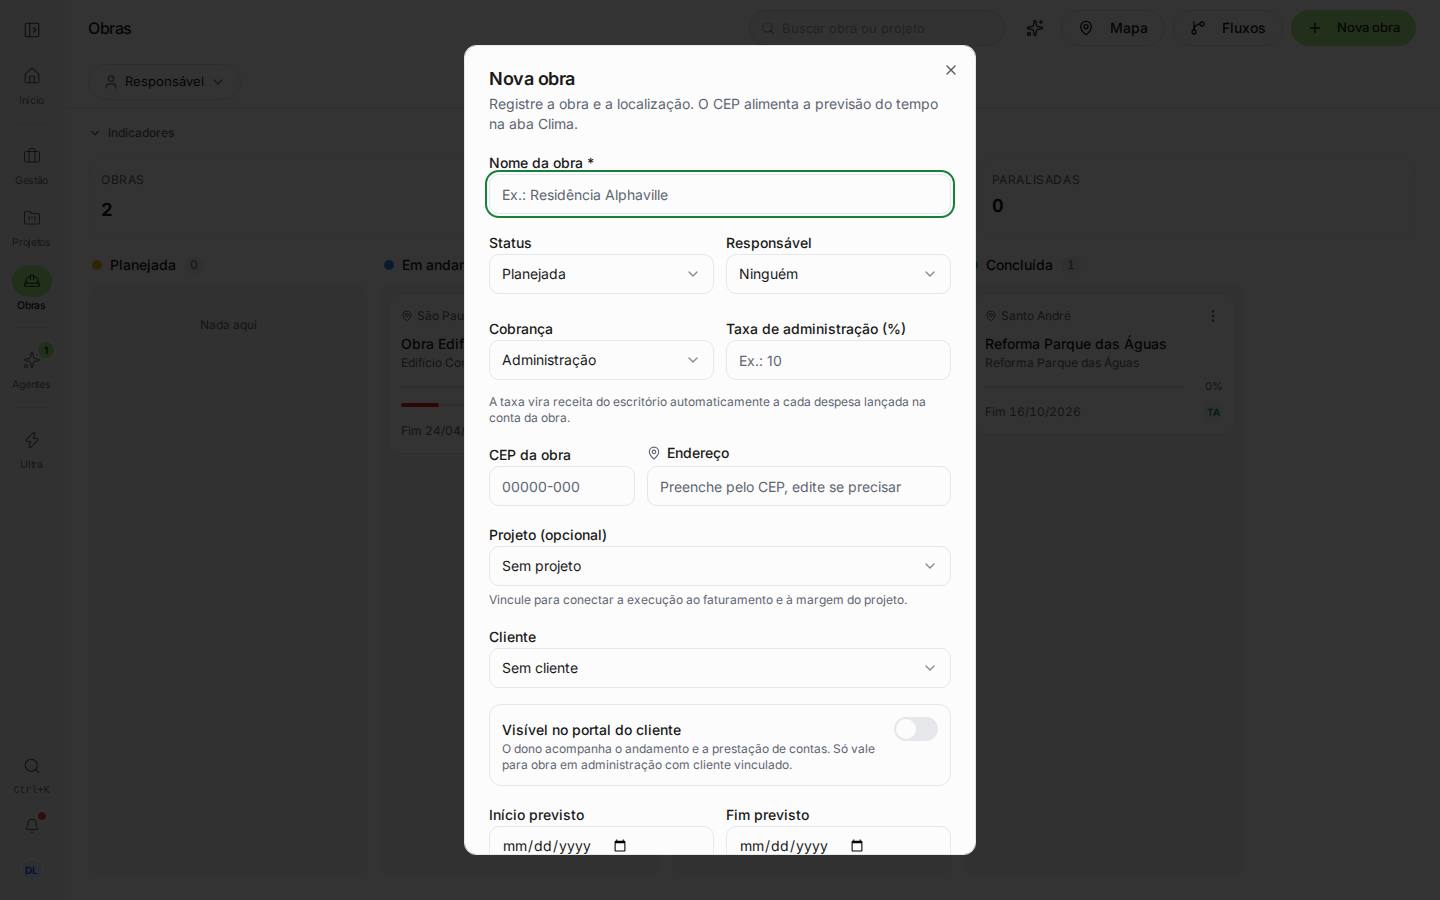 Obras
Buscar obra ou projeto
Mapa
Fluxos
Nova obra
Início
Gestão
Projetos
Obras
1
Agentes
Ultra
Ctrl+K
DL
Responsável
Indicadores
OBRAS
2
PARALISADAS
0
Planejada 0
Nada aqui
Em andar
São Pau
Obra Edif
Edifício Cor
Fim 24/04/
Concluída 1
Santo André
Reforma Parque das Águas
Reforma Parque das Águas
0%
Fim 16/10/2026
TA
Nova obra
Registre a obra e a localização. O CEP alimenta a previsão do tempo
na aba Clima.
Nome da obra *
Ex.: Residência Alphaville
Status
Responsável
Planejada
Ninguém
Cobrança
Taxa de administração (%)
Administração
Ex.: 10
A taxa vira receita do escritório automaticamente a cada despesa lançada na
conta da obra.
CEP da obra
Endereço
00000-000
Preenche pelo CEP, edite se precisar
Projeto (opcional)
Sem projeto
Vincule para conectar a execução ao faturamento e à margem do projeto.
Cliente
Sem cliente
Visível no portal do cliente
O dono acompanha o andamento e a prestação de contas. Só vale
para obra em administração com cliente vinculado.
Início previsto
Fim previsto
mm/dd/yyyy
mm/dd/yyyy